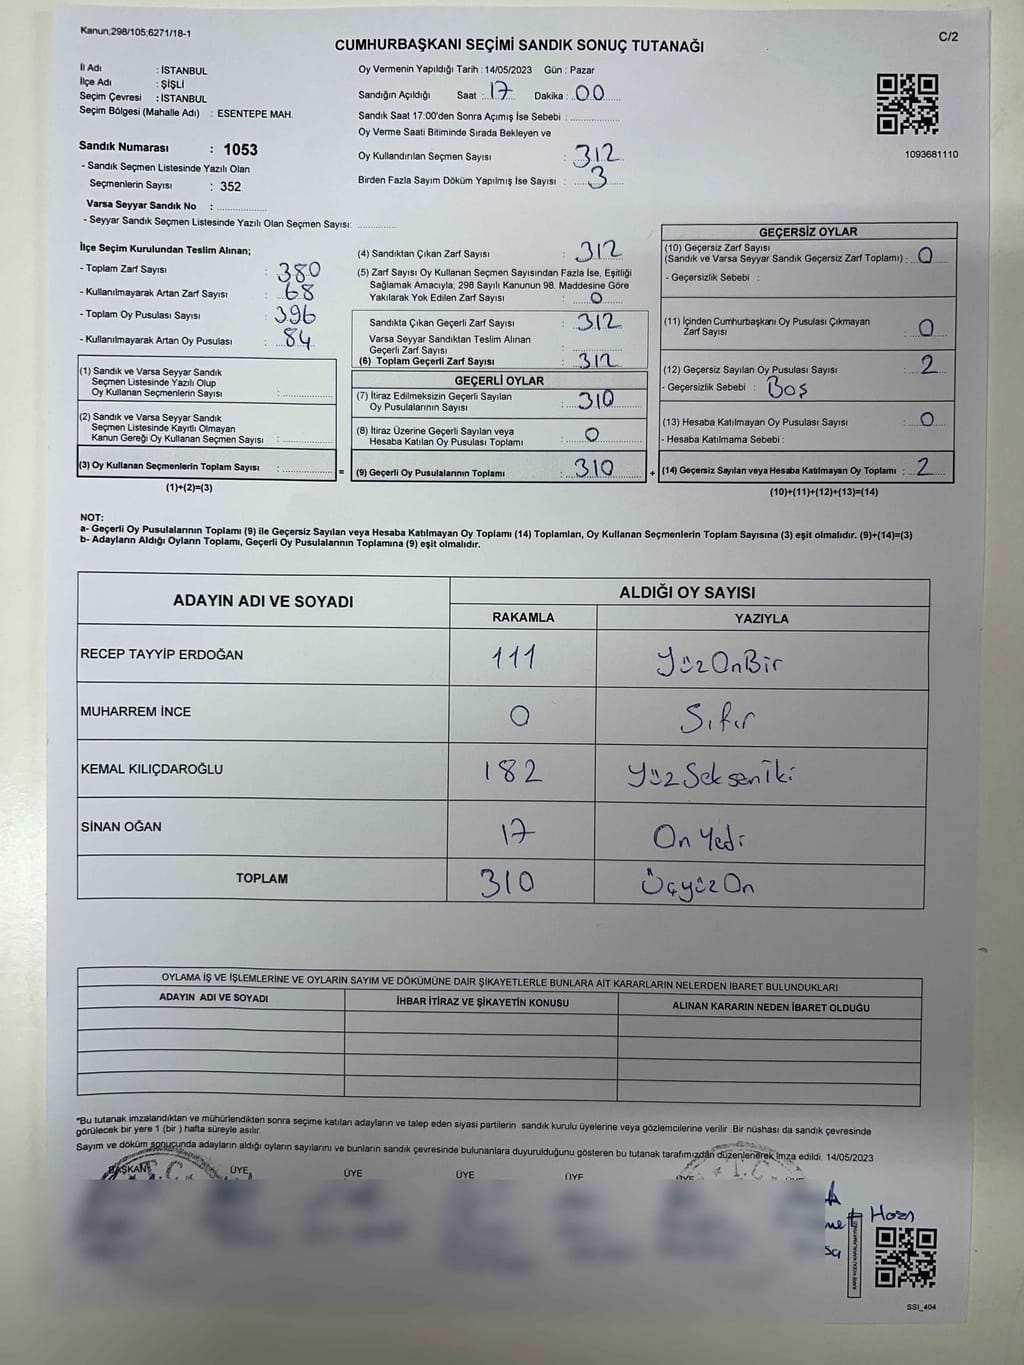 Kanun;298/105;6271/18-1
CUMHURBAŞKANI SEÇİMİ SANDIK SONUÇ TUTANAĞI
C/2
İl Adı : İSTANBUL
İlçe Adı : ŞİŞLİ
Seçim Çevresi : İSTANBUL
Seçim Bölgesi (Mahalle Adı) : ESENTEPE MAH.
Sandık Numarası : 1053
- Sandık Seçmen Listesinde Yazılı Olan
Seçmenlerin Sayısı : 352
Varsa Seyyar Sandık No :
- Seyyar Sandık Seçmen Listesinde Yazılı Olan Seçmen Sayısı:
Oy Vermenin Yapıldığı Tarih : 14/05/2023 Gün : Pazar
Sandığın Açıldığı Saat : 17 Dakika : 00
Sandık Saat 17:00'den Sonra Açımış İse Sebebi :
Oy Verme Saati Bitiminde Sırada Bekleyen ve
Oy Kullandırılan Seçmen Sayısı : 312
Birden Fazla Sayım Döküm Yapılmış İse Sayısı : 3
1093681110
İlçe Seçim Kurulundan Teslim Alınan;
- Toplam Zarf Sayısı : 380
- Kullanılmayarak Artan Zarf Sayısı : 68
- Toplam Oy Pusulası Sayısı : 396
- Kullanılmayarak Artan Oy Pusulası : 84
(1) Sandık ve Varsa Seyyar Sandık
Seçmen Listesinde Yazılı Olup
Oy Kullanan Seçmenlerin Sayısı :
(2) Sandık ve Varsa Seyyar Sandık
Seçmen Listesinde Kayıtlı Olmayan
Kanun Gereği Oy Kullanan Seçmen Sayısı :
(3) Oy Kullanan Seçmenlerin Toplam Sayısı :
(1)+(2)=(3)
=
(4) Sandıktan Çıkan Zarf Sayısı : 312
(5) Zarf Sayısı Oy Kullanan Seçmen Sayısından Fazla İse, Eşitliği
Sağlamak Amacıyla; 298 Sayılı Kanunun 98. Maddesine Göre
Yakılarak Yok Edilen Zarf Sayısı : 0
Sandıkta Çıkan Geçerli Zarf Sayısı : 312
Varsa Seyyar Sandıktan Teslim Alınan
Geçerli Zarf Sayısı :
(6) Toplam Geçerli Zarf Sayısı : 312
GEÇERLİ OYLAR
(7) İtiraz Edilmeksizin Geçerli Sayılan
Oy Pusulalarının Sayısı : 310
(8) İtiraz Üzerine Geçerli Sayılan veya
Hesaba Katılan Oy Pusulası Toplamı : 0
(9) Geçerli Oy Pusulalarının Toplamı : 310
+
GEÇERSİZ OYLAR
(10) Geçersiz Zarf Sayısı
(Sandık ve Varsa Seyyar Sandık Geçersiz Zarf Toplamı) : 0
- Geçersizlik Sebebi :
(11) İçinden Cumhurbaşkanı Oy Pusulası Çıkmayan
Zarf Sayısı : 0
(12) Geçersiz Sayılan Oy Pusulası Sayısı : 2
- Geçersizlik Sebebi : Boş
(13) Hesaba Katılmayan Oy Pusulası Sayısı : 0
- Hesaba Katılmama Sebebi :
(14) Geçersiz Sayılan veya Hesaba Katılmayan Oy Toplamı : 2
(10)+(11)+(12)+(13)=(14)
NOT:
a- Geçerli Oy Pusulalarının Toplamı (9) ile Geçersiz Sayılan veya Hesaba Katılmayan Oy Toplamı (14) Toplamları, Oy Kullanan Seçmenlerin Toplam Sayısına (3) eşit olmalıdır. (9)+(14)=(3)
b- Adayların Aldığı Oyların Toplamı, Geçerli Oy Pusulalarının Toplamına (9) eşit olmalıdır.
ADAYIN ADI VE SOYADI
ALDIĞI OY SAYISI
RAKAMLA YAZIYLA
RECEP TAYYİP ERDOĞAN 111 YüzOnBir
MUHARREM İNCE 0 Sıfır
KEMAL KILIÇDAROĞLU 182 YüzSeksenİki
SİNAN OĞAN 17 On Yedi
TOPLAM 310 ÜçyüzOn
OYLAMA İŞ VE İŞLEMLERİNE VE OYLARIN SAYIM VE DÖKÜMÜNE DAİR ŞİKAYETLERLE BUNLARA AİT KARARLARIN NELERDEN İBARET BULUNDUKLARI
ADAYIN ADI VE SOYADI İHBAR İTİRAZ VE ŞİKAYETİN KONUSU ALINAN KARARIN NEDEN İBARET OLDUĞU
*Bu tutanak imzalandıktan ve mühürlendikten sonra seçime katılan adayların ve talep eden siyasi partilerin sandık kurulu üyelerine veya gözlemcilerine verilir .Bir nüshası da sandık çevresinde
görülecek bir yere 1 (bir ) hafta süreyle asılır.
Sayım ve döküm sonucunda adayların aldığı oyların sayılarını ve bunların sandık çevresinde bulunanlara duyurulduğunu gösteren bu tutanak tarafımızdan düzenlenerek imza edildi. 14/05/2023
BAŞKAN ÜYE ÜYE ÜYE ÜYE ÜYE
T.C. T.C
SSI_404